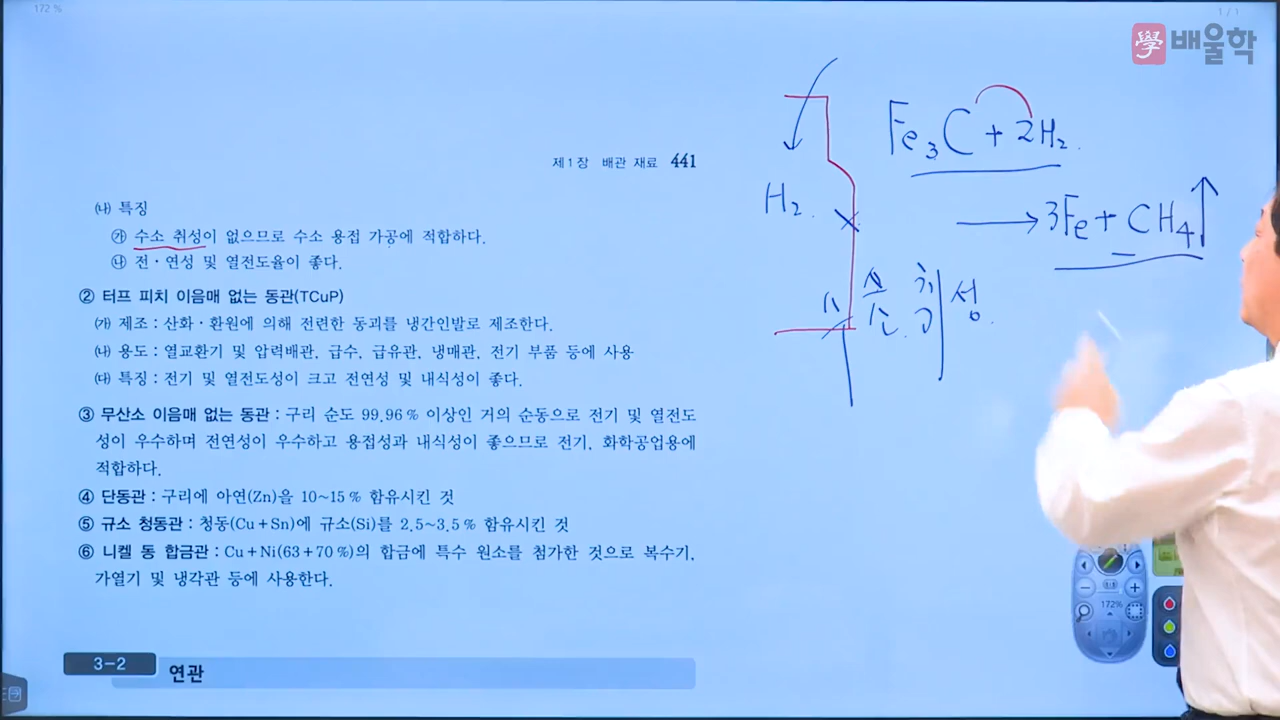 172 %
1 / 1
學 배울학
제1장 배관 재료 441
㈏ 특징
㉮ 수소 취성이 없으므로 수소 용접 가공에 적합하다.
㉯ 전·연성 및 열전도율이 좋다.
② 터프 피치 이음매 없는 동관(TCuP)
㈎ 제조 : 산화·환원에 의해 전련한 동괴를 냉간인발로 제조한다.
㈏ 용도 : 열교환기 및 압력배관, 급수, 급유관, 냉매관, 전기 부품 등에 사용
㈐ 특징 : 전기 및 열전도성이 크고 전연성 및 내식성이 좋다.
③ 무산소 이음매 없는 동관 : 구리 순도 99.96% 이상인 거의 순동으로 전기 및 열전도
성이 우수하며 전연성이 우수하고 용접성과 내식성이 좋으므로 전기, 화학공업용에
적합하다.
④ 단동관 : 구리에 아연(Zn)을 10~15% 함유시킨 것
⑤ 규소 청동관 : 청동(Cu+Sn)에 규소(Si)를 2.5~3.5% 함유시킨 것
⑥ 니켈 동 합금관 : Cu+Ni(63+70%)의 합금에 특수 원소를 첨가한 것으로 복수기,
가열기 및 냉각관 등에 사용한다.
3-2 연관
Fe₃C + 2H₂
H₂
→ 3Fe + CH₄ ↑
172%